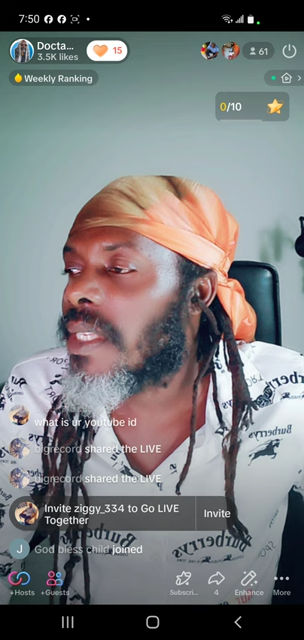 7:50
Docta...
3.5K likes
15
61
Weekly Ranking
0/10
what is ur youtube id
bigrecord shared the LIVE
bigrecord shared the LIVE
Invite ziggy_334 to Go LIVE
Together
Invite
J
God bless child joined
+Hosts
+Guests
Subscri...
4
Enhance
More